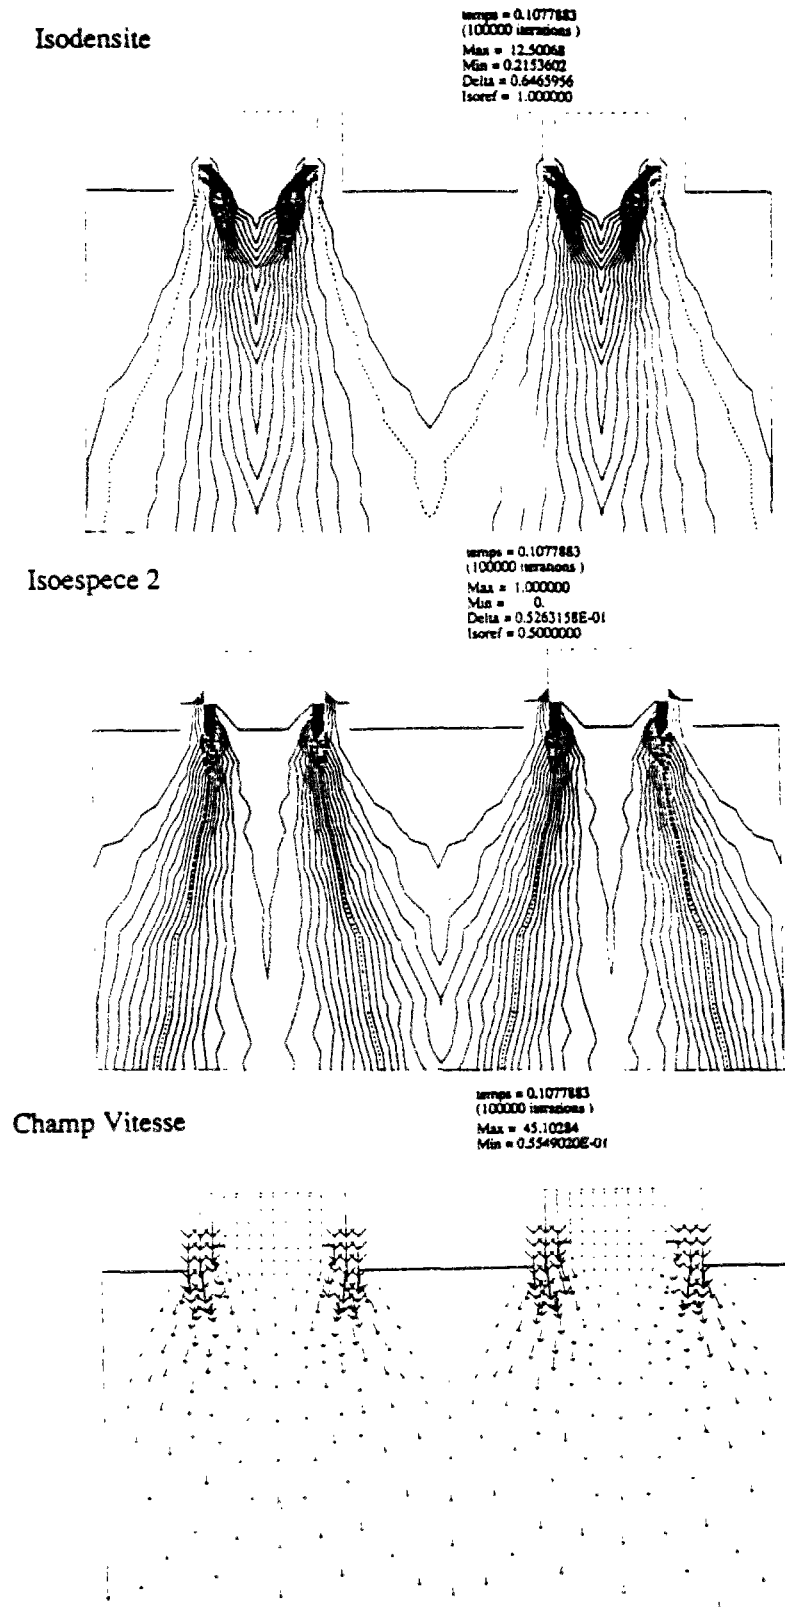 Isodensite
temps = 0.1077883
(100000 iterations )
Max = 12.50068
Min = 0.2153602
Delta = 0.6465956
Isoref = 1.000000
Isoespece 2
temps = 0.1077883
(100000 iterations )
Max = 1.000000
Min = 0.
Delta = 0.5263158E-01
Isoref = 0.5000000
Champ Vitesse
temps = 0.1077883
(100000 iterations )
Max = 45.10284
Min = 0.5549020E-01